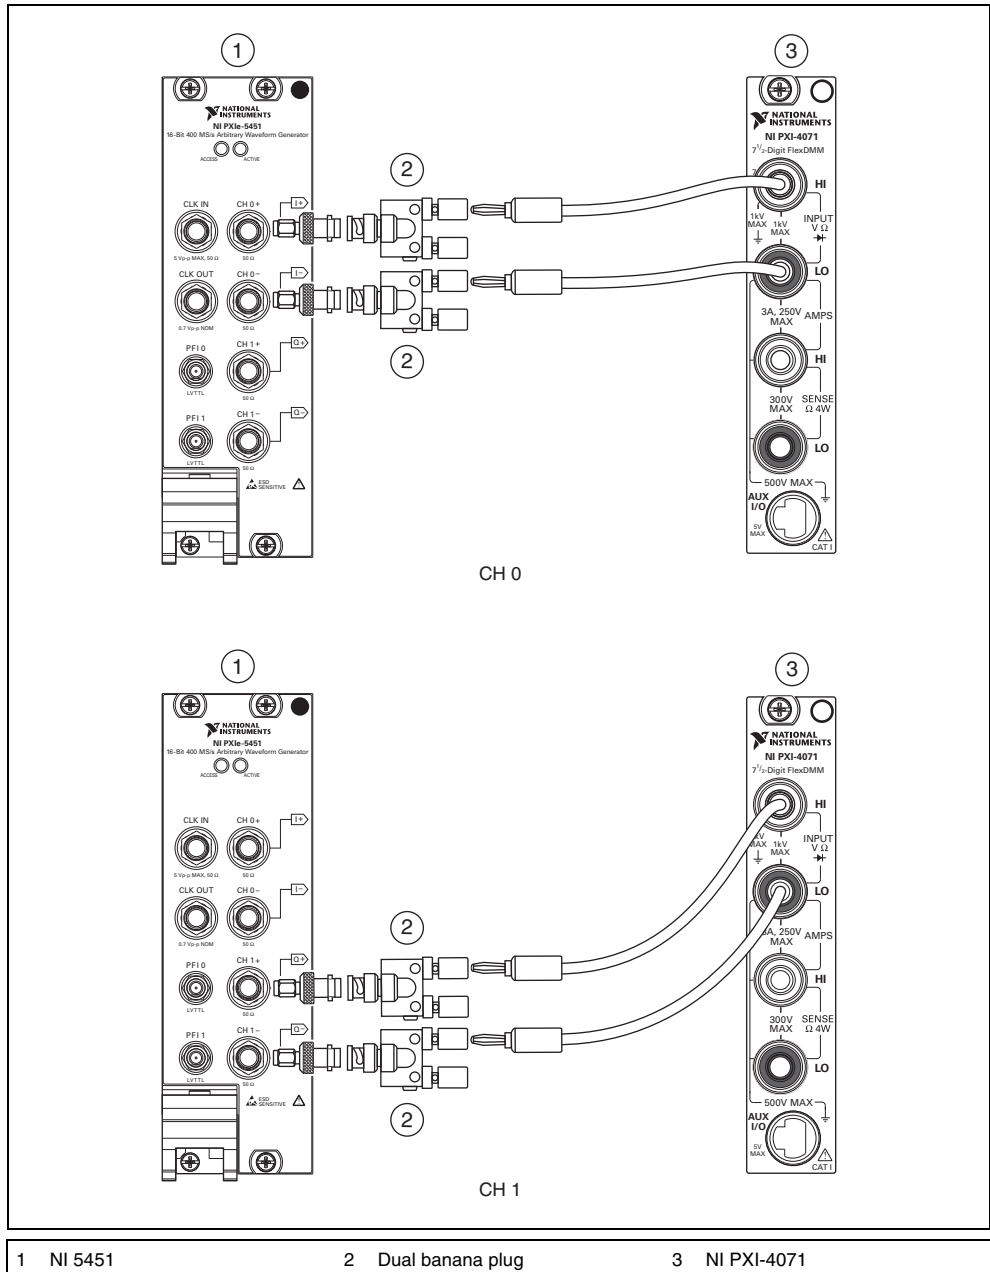 1
3
NATIONAL
INSTRUMENTS
NI PXIe-5451
16-Bit 400 MS/s Arbitrary Waveform Generator
ACCESS ACTIVE
CLK IN CH 0+ I+
5 Vp-p MAX, 50 Ω 50 Ω
CLK OUT CH 0– I–
0.7 Vp-p NOM 50 Ω
PFI 0 CH 1+ Q+
LVTTL 50 Ω
PFI 1 CH 1– Q–
LVTTL 50 Ω
ESD
SENSITIVE
2
2
NATIONAL
INSTRUMENTS
NI PXI-4071
7½-Digit FlexDMM
HI
1kV
MAX
1kV
MAX
INPUT
V Ω
LO
3A, 250V
MAX
AMPS
HI
300V
MAX
SENSE
Ω 4W
LO
500V MAX
AUX
I/O
5V
MAX
CAT I
CH 0
1
3
NATIONAL
INSTRUMENTS
NI PXIe-5451
16-Bit 400 MS/s Arbitrary Waveform Generator
ACCESS ACTIVE
CLK IN CH 0+ I+
5 Vp-p MAX, 50 Ω 50 Ω
CLK OUT CH 0– I–
0.7 Vp-p NOM 50 Ω
PFI 0 CH 1+ Q+
LVTTL 50 Ω
PFI 1 CH 1– Q–
LVTTL 50 Ω
ESD
SENSITIVE
2
2
NATIONAL
INSTRUMENTS
NI PXI-4071
7½-Digit FlexDMM
HI
MAX
1kV
MAX
INPUT
V Ω
LO
250V
MAX
AMPS
HI
300V
MAX
SENSE
Ω 4W
LO
500V MAX
AUX
I/O
5V
MAX
CAT I
CH 1
1 NI 5451 2 Dual banana plug 3 NI PXI-4071